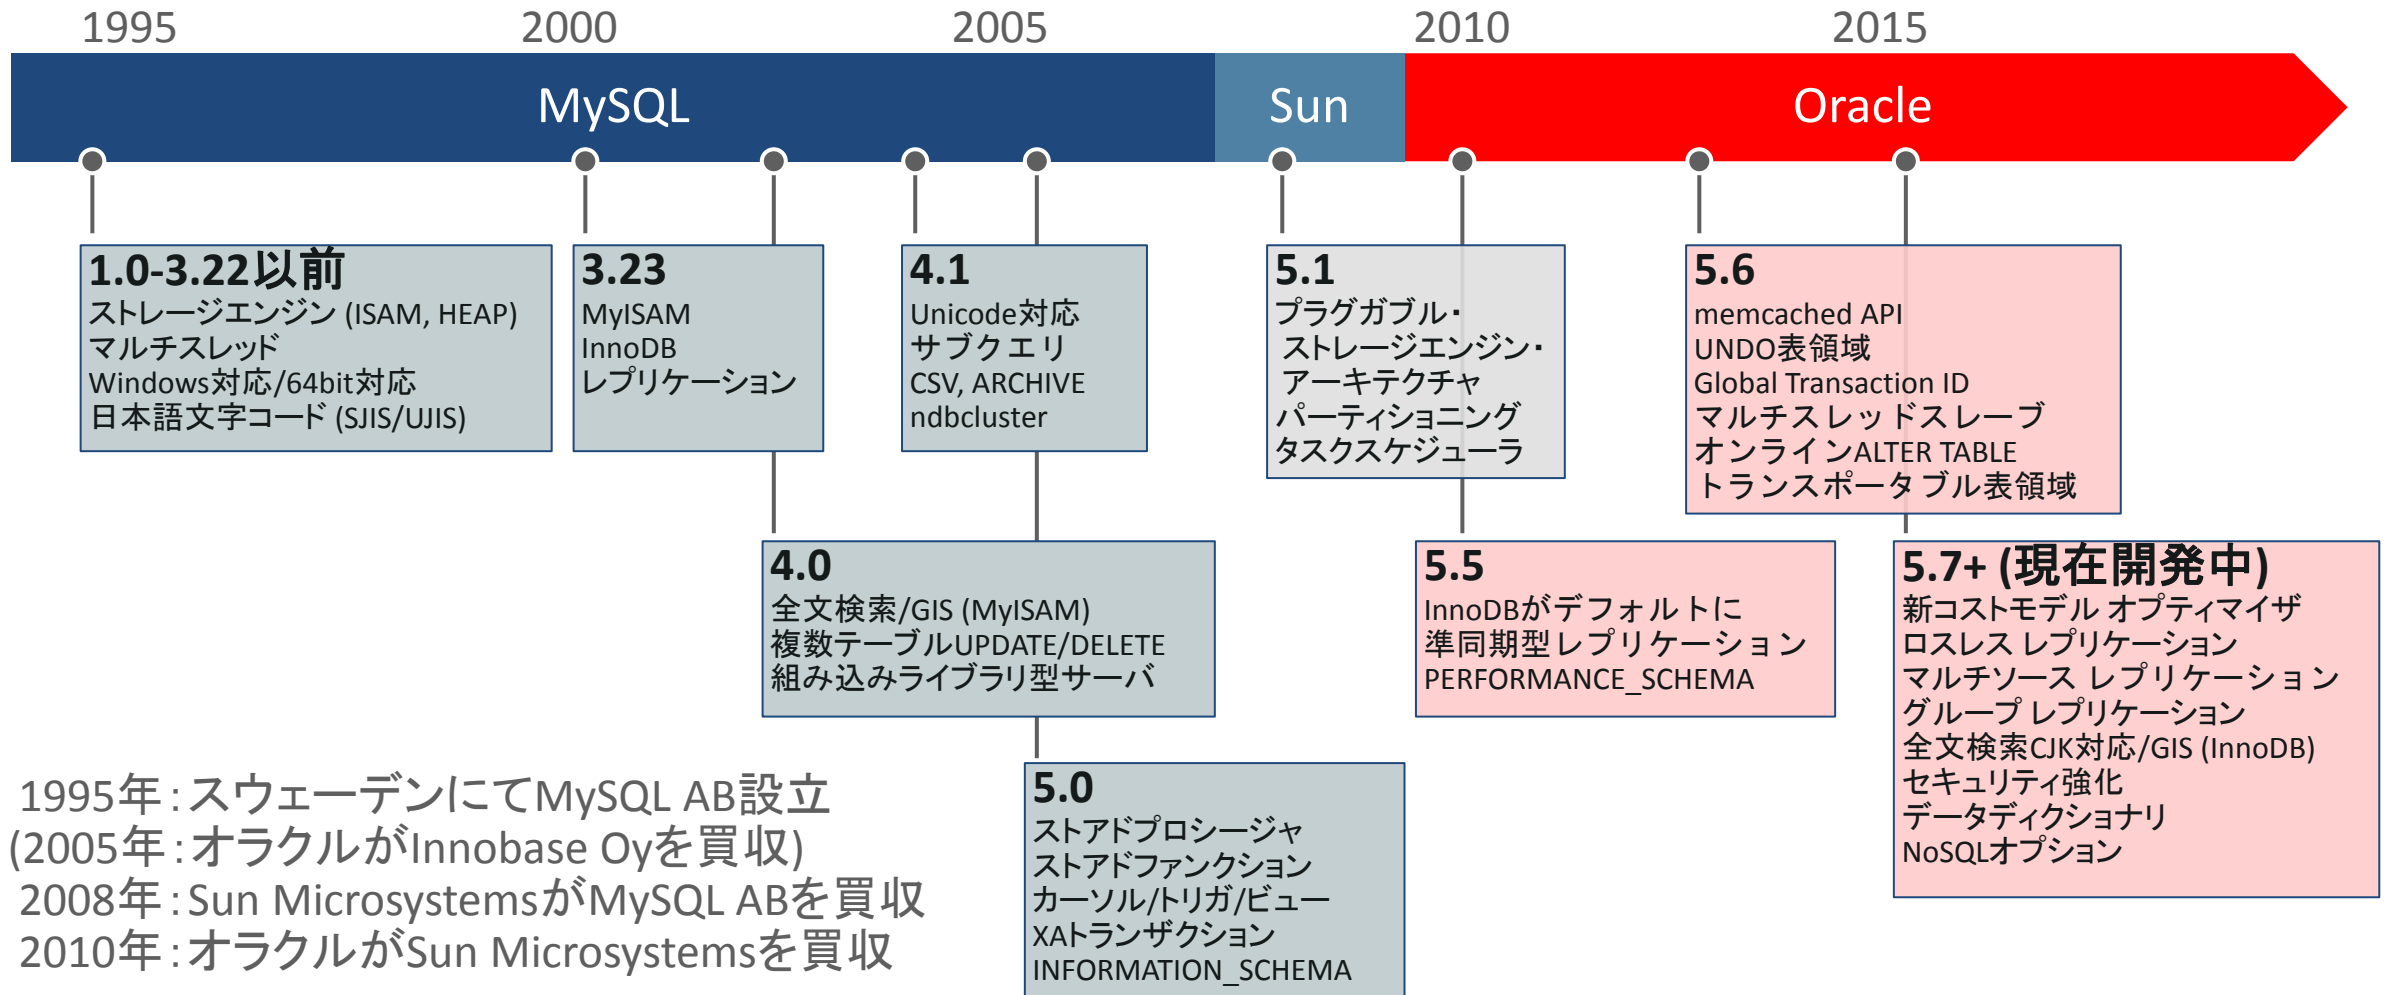 1995
2000
2005
2010
2015
MySQL
Sun
Oracle
1.0-3.22以前
ストレージエンジン (ISAM, HEAP)
マルチスレッド
Windows対応/64bit対応
日本語文字コード (SJIS/UJIS)
3.23
MyISAM
InnoDB
レプリケーション
4.1
Unicode対応
サブクエリ
CSV, ARCHIVE
ndbcluster
5.1
プラグガブル・
ストレージエンジン・
アーキテクチャ
パーティショニング
タスクスケジューラ
5.6
memcached API
UNDO表領域
Global Transaction ID
マルチスレッドスレーブ
オンラインALTER TABLE
トランスポータブル表領域
4.0
全文検索/GIS (MyISAM)
複数テーブルUPDATE/DELETE
組み込みライブラリ型サーバ
5.5
InnoDBがデフォルトに
準同期型レプリケーション
PERFORMANCE_SCHEMA
5.7+ (現在開発中)
新コストモデル オプティマイザ
ロスレス レプリケーション
マルチソース レプリケーション
グループ レプリケーション
全文検索CJK対応/GIS (InnoDB)
セキュリティ強化
データディクショナリ
NoSQLオプション
5.0
ストアドプロシージャ
ストアドファンクション
カーソル/トリガ/ビュー
XAトランザクション
INFORMATION_SCHEMA
1995年：スウェーデンにてMySQL AB設立
(2005年：オラクルがInnobase Oyを買収)
2008年：Sun MicrosystemsがMySQL ABを買収
2010年：オラクルがSun Microsystemsを買収